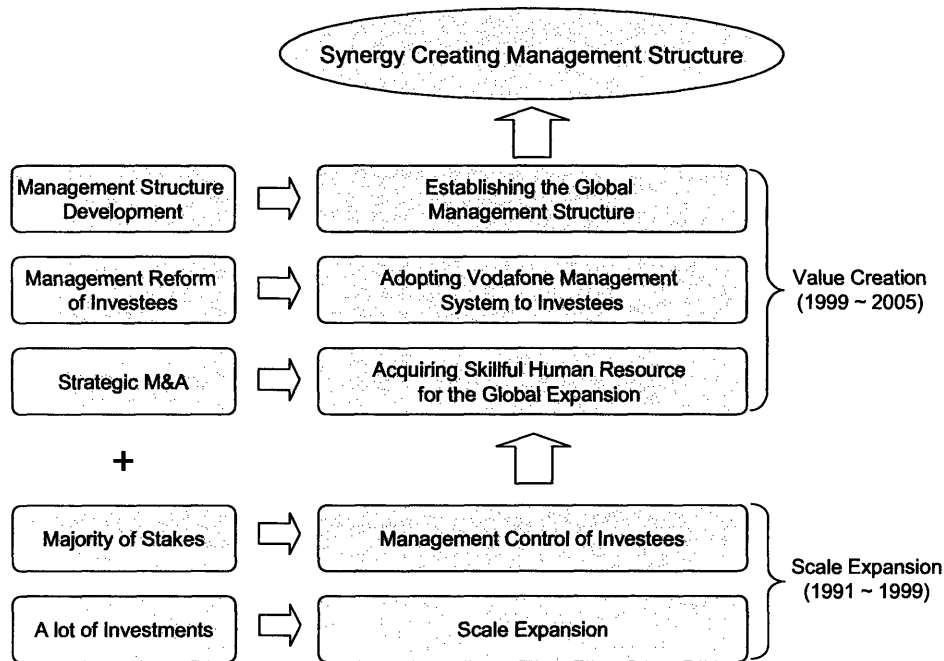 Synergy Creating Management Structure
Management Structure
Development
Establishing the Global
Management Structure
Management Reform
of Investees
Adopting Vodafone Management
System to Investees
Value Creation
(1999 ~ 2005)
Strategic M&A
Acquiring Skillful Human Resource
for the Global Expansion
+
Majority of Stakes
Management Control of Investees
Scale Expansion
(1991 ~ 1999)
A lot of Investments
Scale Expansion